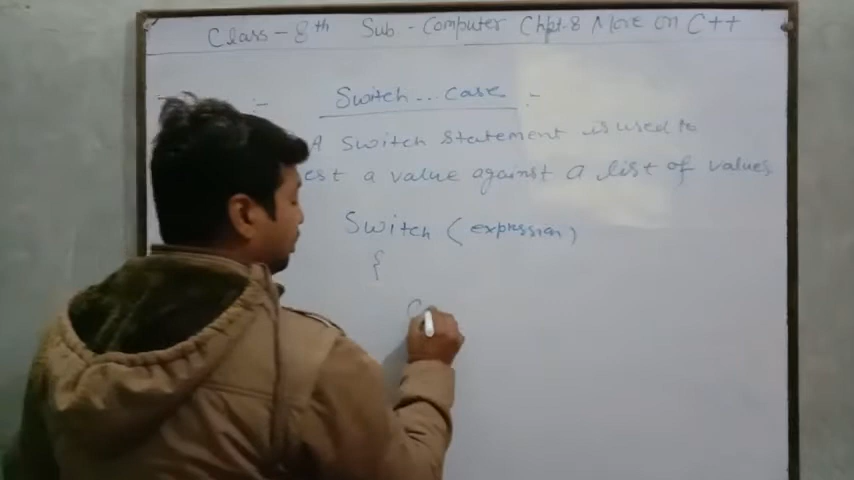 Class - 8th Sub - Computer Chpt.8 More on C++
Switch... case :-
A Switch Statement is used to
est a value against a list of values
Switch (expression)
{
C